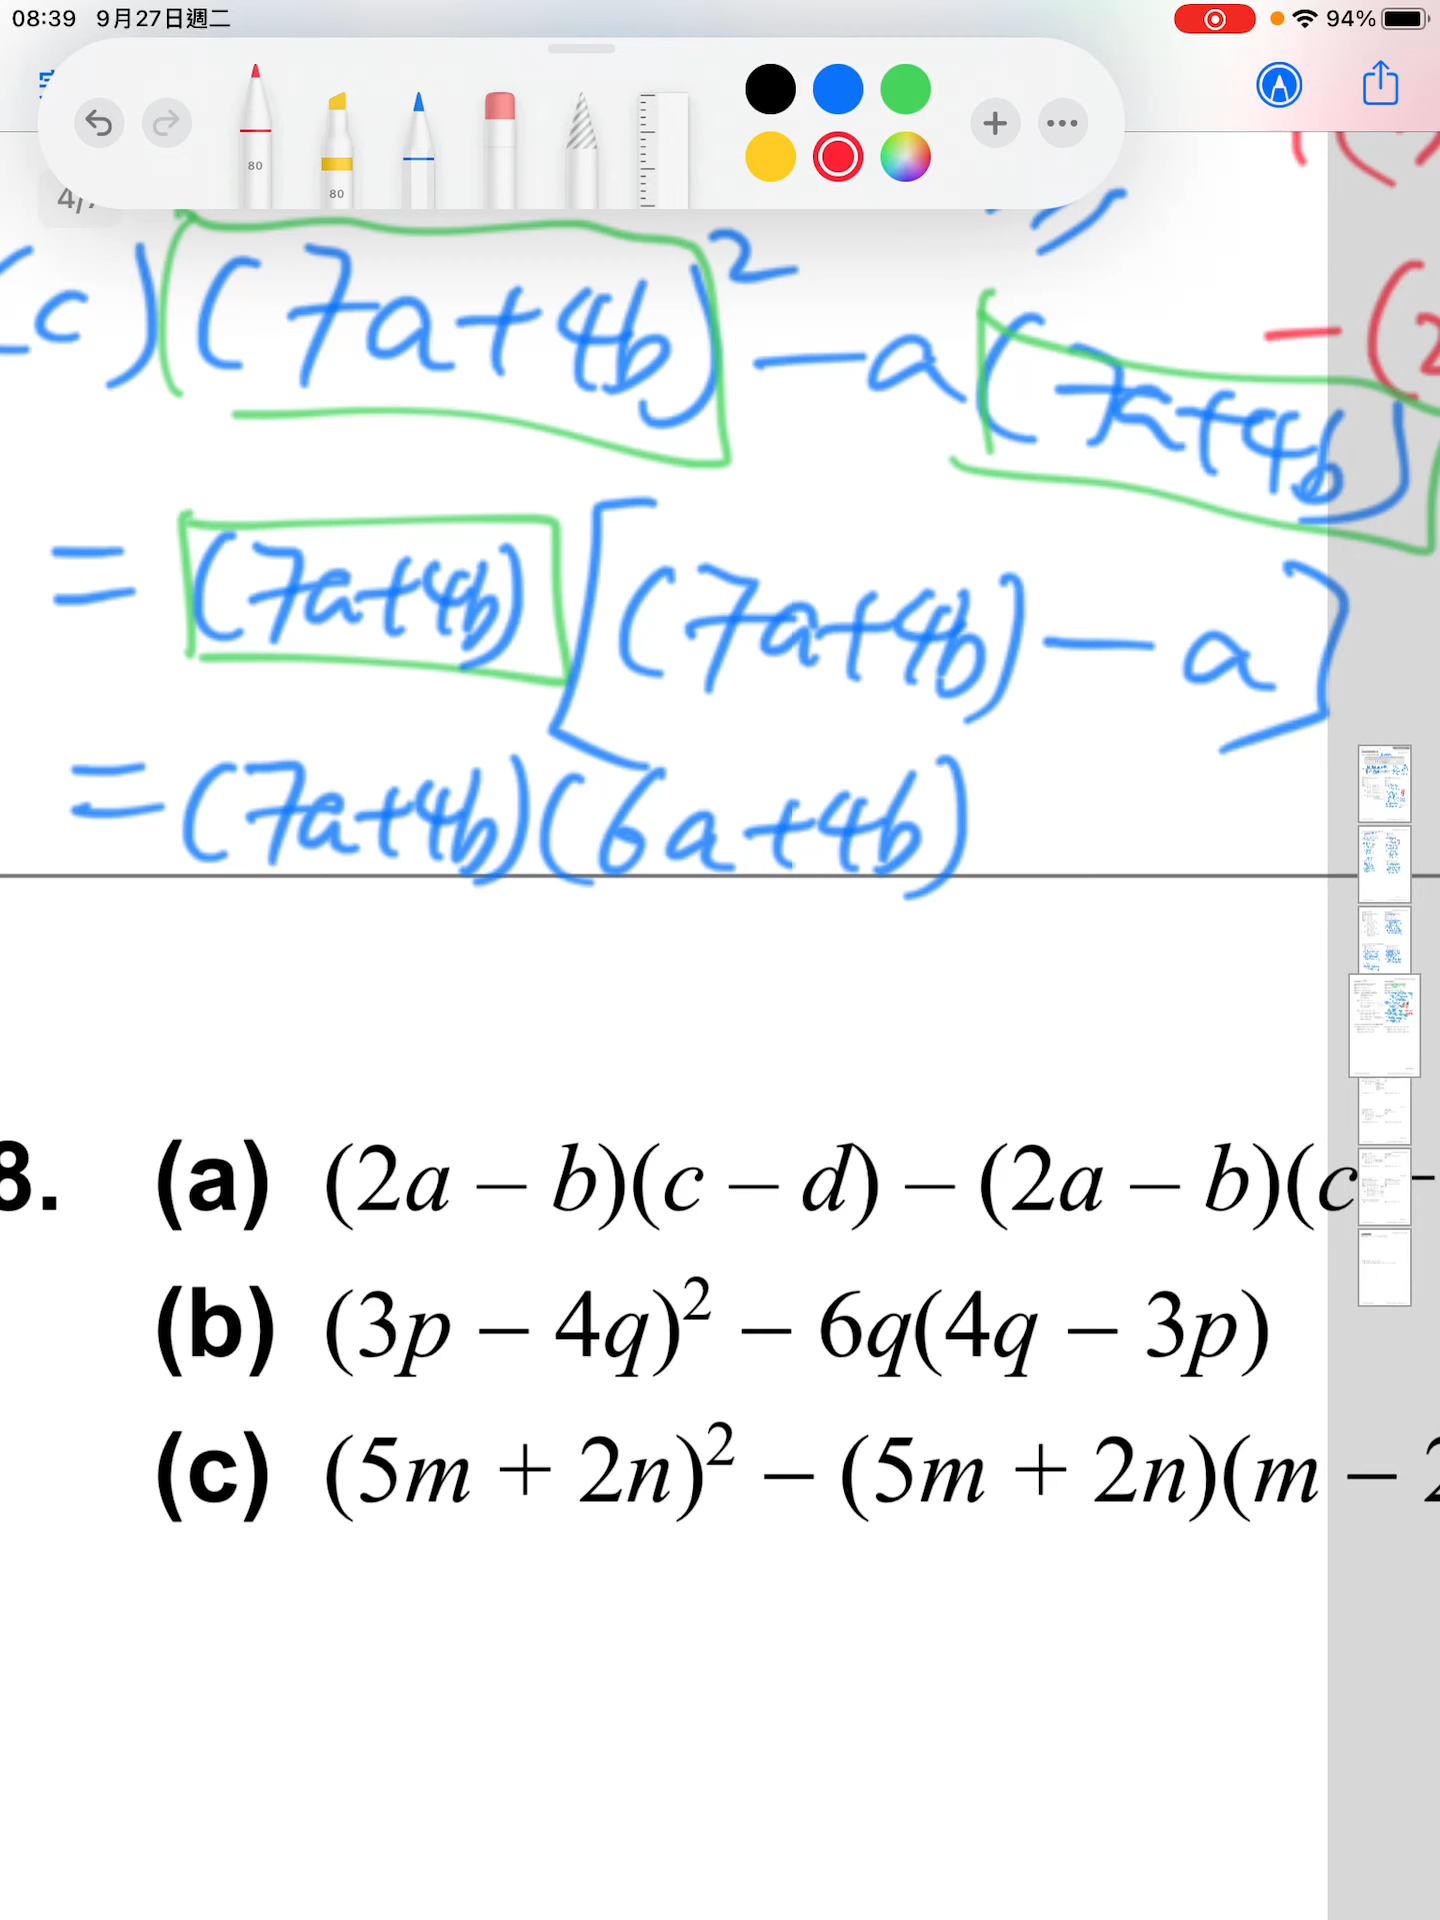 08:39 9月27日週二 94%
80 80
(c) (7a+4b)² − a(7a+4b)
− (2
= (7a+4b)[(7a+4b) − a]
= (7a+4b)(6a+4b)
8. (a) (2a − b)(c − d) − (2a − b)(c −
(b) (3p − 4q)² − 6q(4q − 3p)
(c) (5m + 2n)² − (5m + 2n)(m − 2